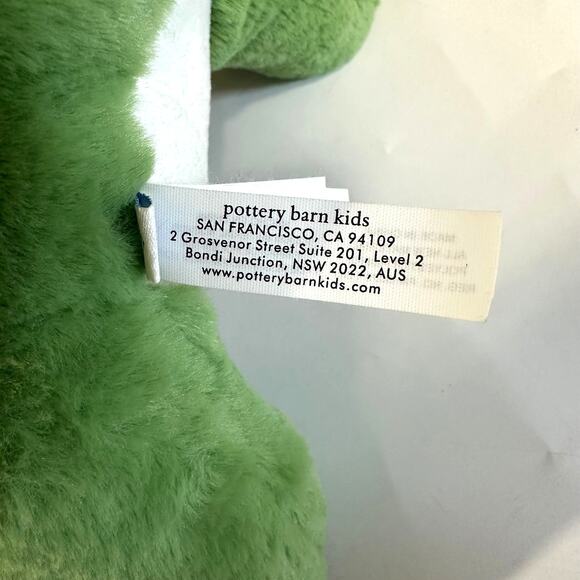 pottery barn kids
SAN FRANCISCO, CA 94109
2 Grosvenor Street Suite 201, Level 2
Bondi Junction, NSW 2022, AUS
www.potterybarnkids.com